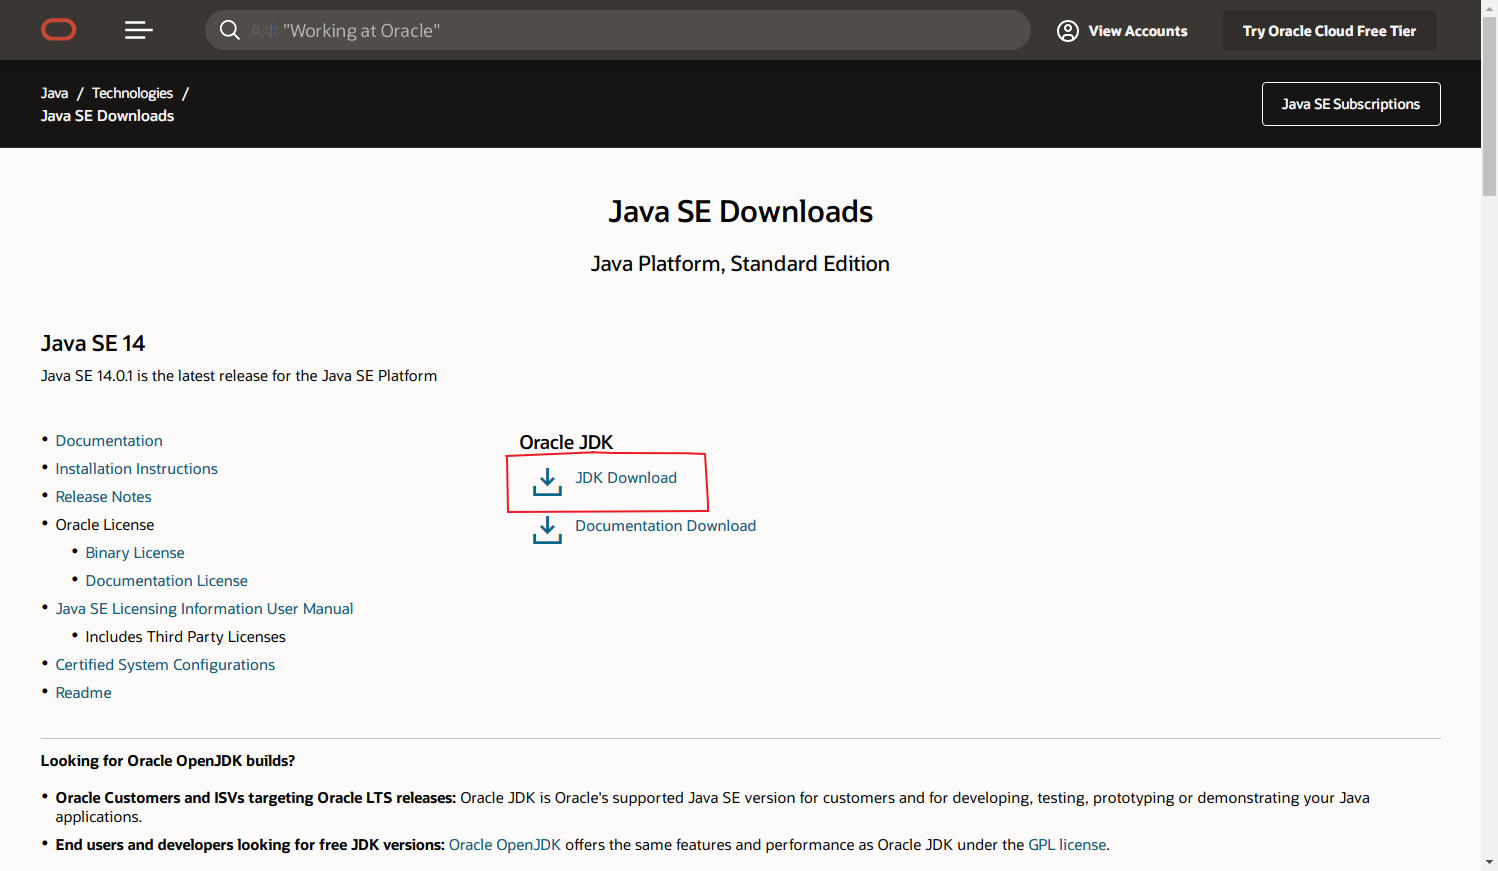 Ask "Working at Oracle"
View Accounts
Try Oracle Cloud Free Tier
Java / Technologies /
Java SE Downloads
Java SE Subscriptions
Java SE Downloads
Java Platform, Standard Edition
Java SE 14
Java SE 14.0.1 is the latest release for the Java SE Platform
• Documentation
• Installation Instructions
• Release Notes
• Oracle License
• Binary License
• Documentation License
• Java SE Licensing Information User Manual
• Includes Third Party Licenses
• Certified System Configurations
• Readme
Oracle JDK
JDK Download
Documentation Download
Looking for Oracle OpenJDK builds?
• Oracle Customers and ISVs targeting Oracle LTS releases: Oracle JDK is Oracle's supported Java SE version for customers and for developing, testing, prototyping or demonstrating your Java
applications.
• End users and developers looking for free JDK versions: Oracle OpenJDK offers the same features and performance as Oracle JDK under the GPL license.